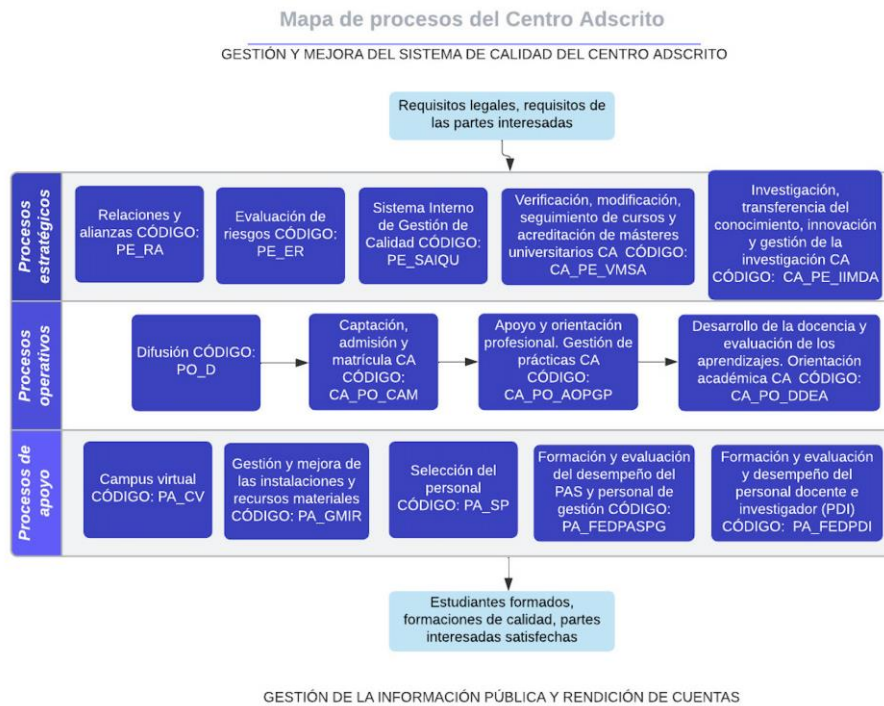 Mapa de procesos del Centro Adscrito
GESTIÓN Y MEJORA DEL SISTEMA DE CALIDAD DEL CENTRO ADSCRITO
Requisitos legales, requisitos de
las partes interesadas
Procesos
estratégicos
Relaciones y
alianzas CÓDIGO:
PE_RA
Evaluación de
riesgos CÓDIGO:
PE_ER
Sistema Interno
de Gestión de
Calidad CÓDIGO:
PE_SAIQU
Verificación, modificación,
seguimiento de cursos y
acreditación de másteres
universitarios CA CÓDIGO:
CA_PE_VMSA
Investigación,
transferencia del
conocimiento, innovación
y gestión de la
investigación CA
CÓDIGO: CA_PE_IIMDA
Procesos
operativos
Difusión CÓDIGO:
PO_D
Captación,
admisión y
matrícula CA
CÓDIGO:
CA_PO_CAM
Apoyo y orientación
profesional. Gestión de
prácticas CA
CÓDIGO:
CA_PO_AOPGP
Desarrollo de la docencia y
evaluación de los
aprendizajes. Orientación
académica CA CÓDIGO:
CA_PO_DDEA
Procesos de
apoyo
Campus virtual
CÓDIGO: PA_CV
Gestión y mejora de
las instalaciones y
recursos materiales
CÓDIGO: PA_GMIR
Selección del
personal
CÓDIGO: PA_SP
Formación y evaluación
del desempeño del
PAS y personal de
gestión CÓDIGO:
PA_FEDPASPG
Formación y evaluación
y desempeño del
personal docente e
investigador (PDI)
CÓDIGO: PA_FEDPDI
Estudiantes formados,
formaciones de calidad, partes
interesadas satisfechas
GESTIÓN DE LA INFORMACIÓN PÚBLICA Y RENDICIÓN DE CUENTAS